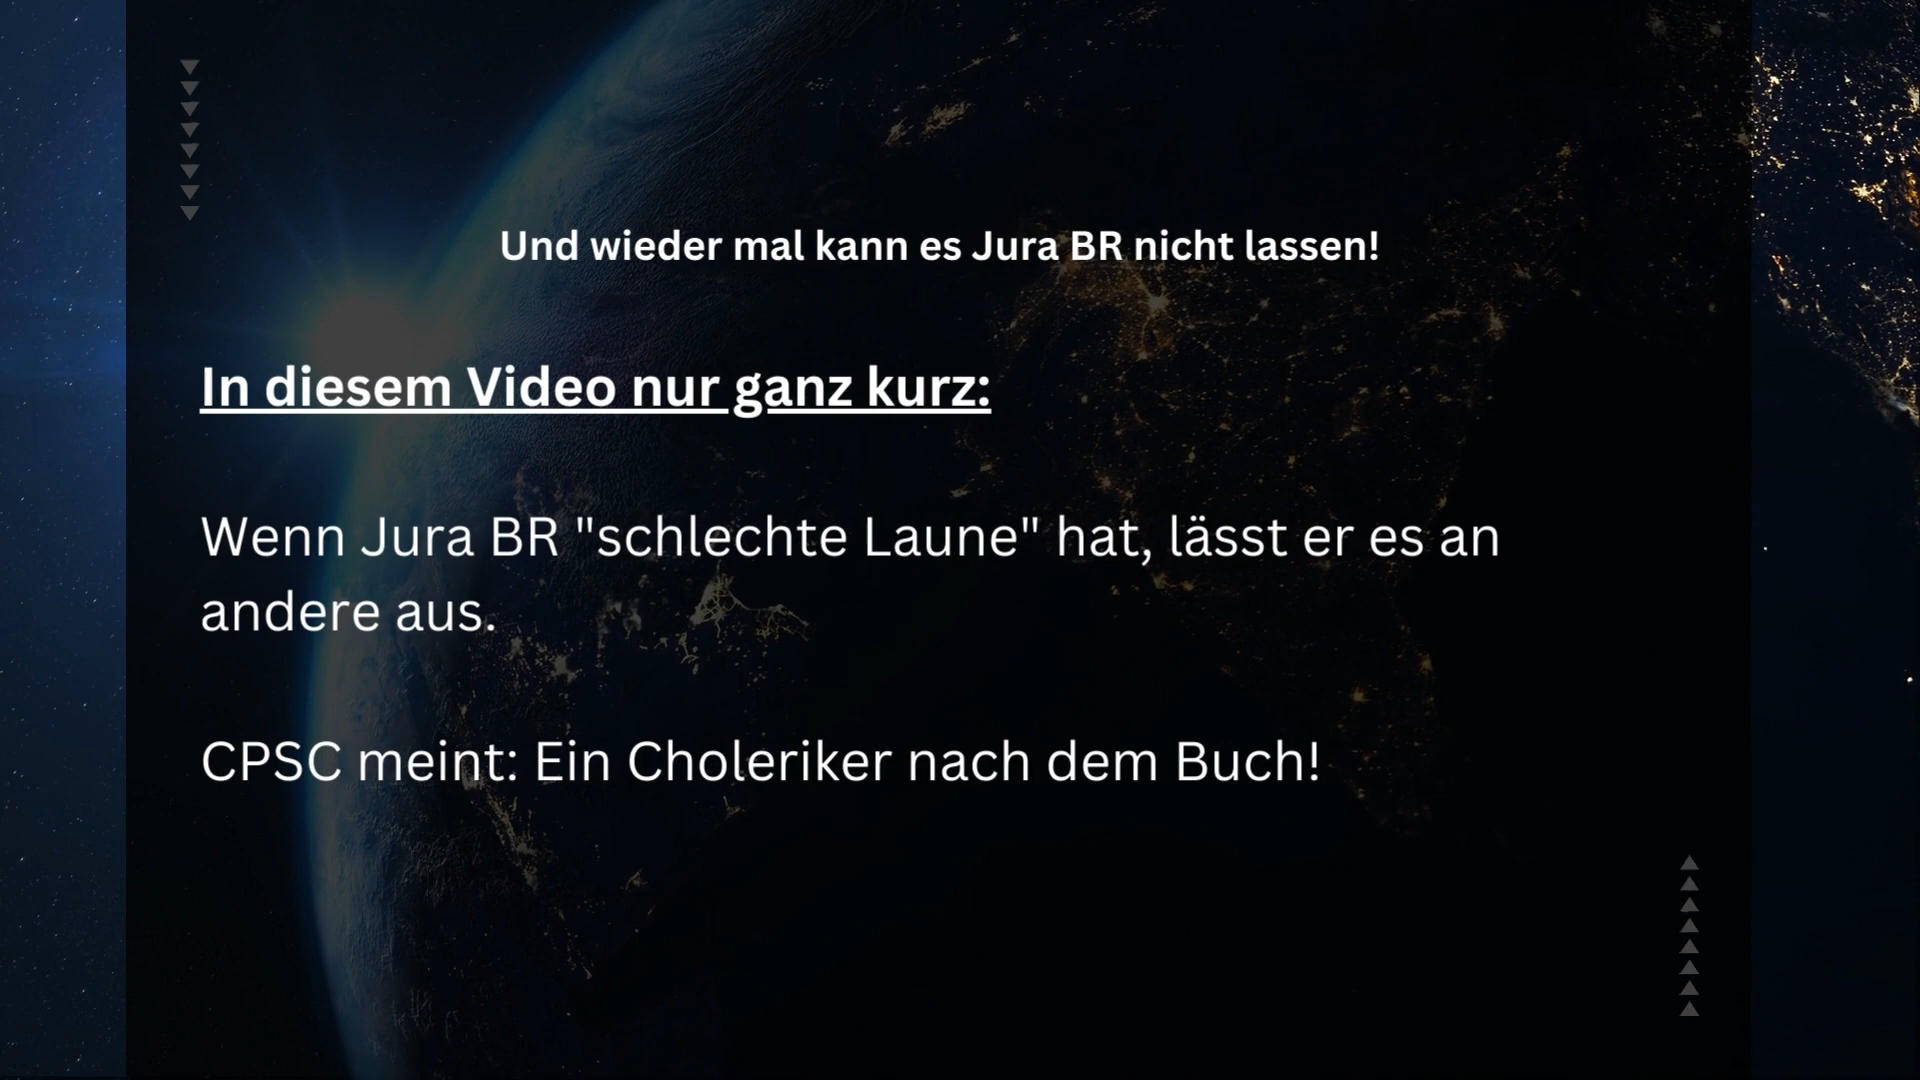 Und wieder mal kann es Jura BR nicht lassen!
In diesem Video nur ganz kurz:
Wenn Jura BR "schlechte Laune" hat, lässt er es an
andere aus.
CPSC meint: Ein Choleriker nach dem Buch!